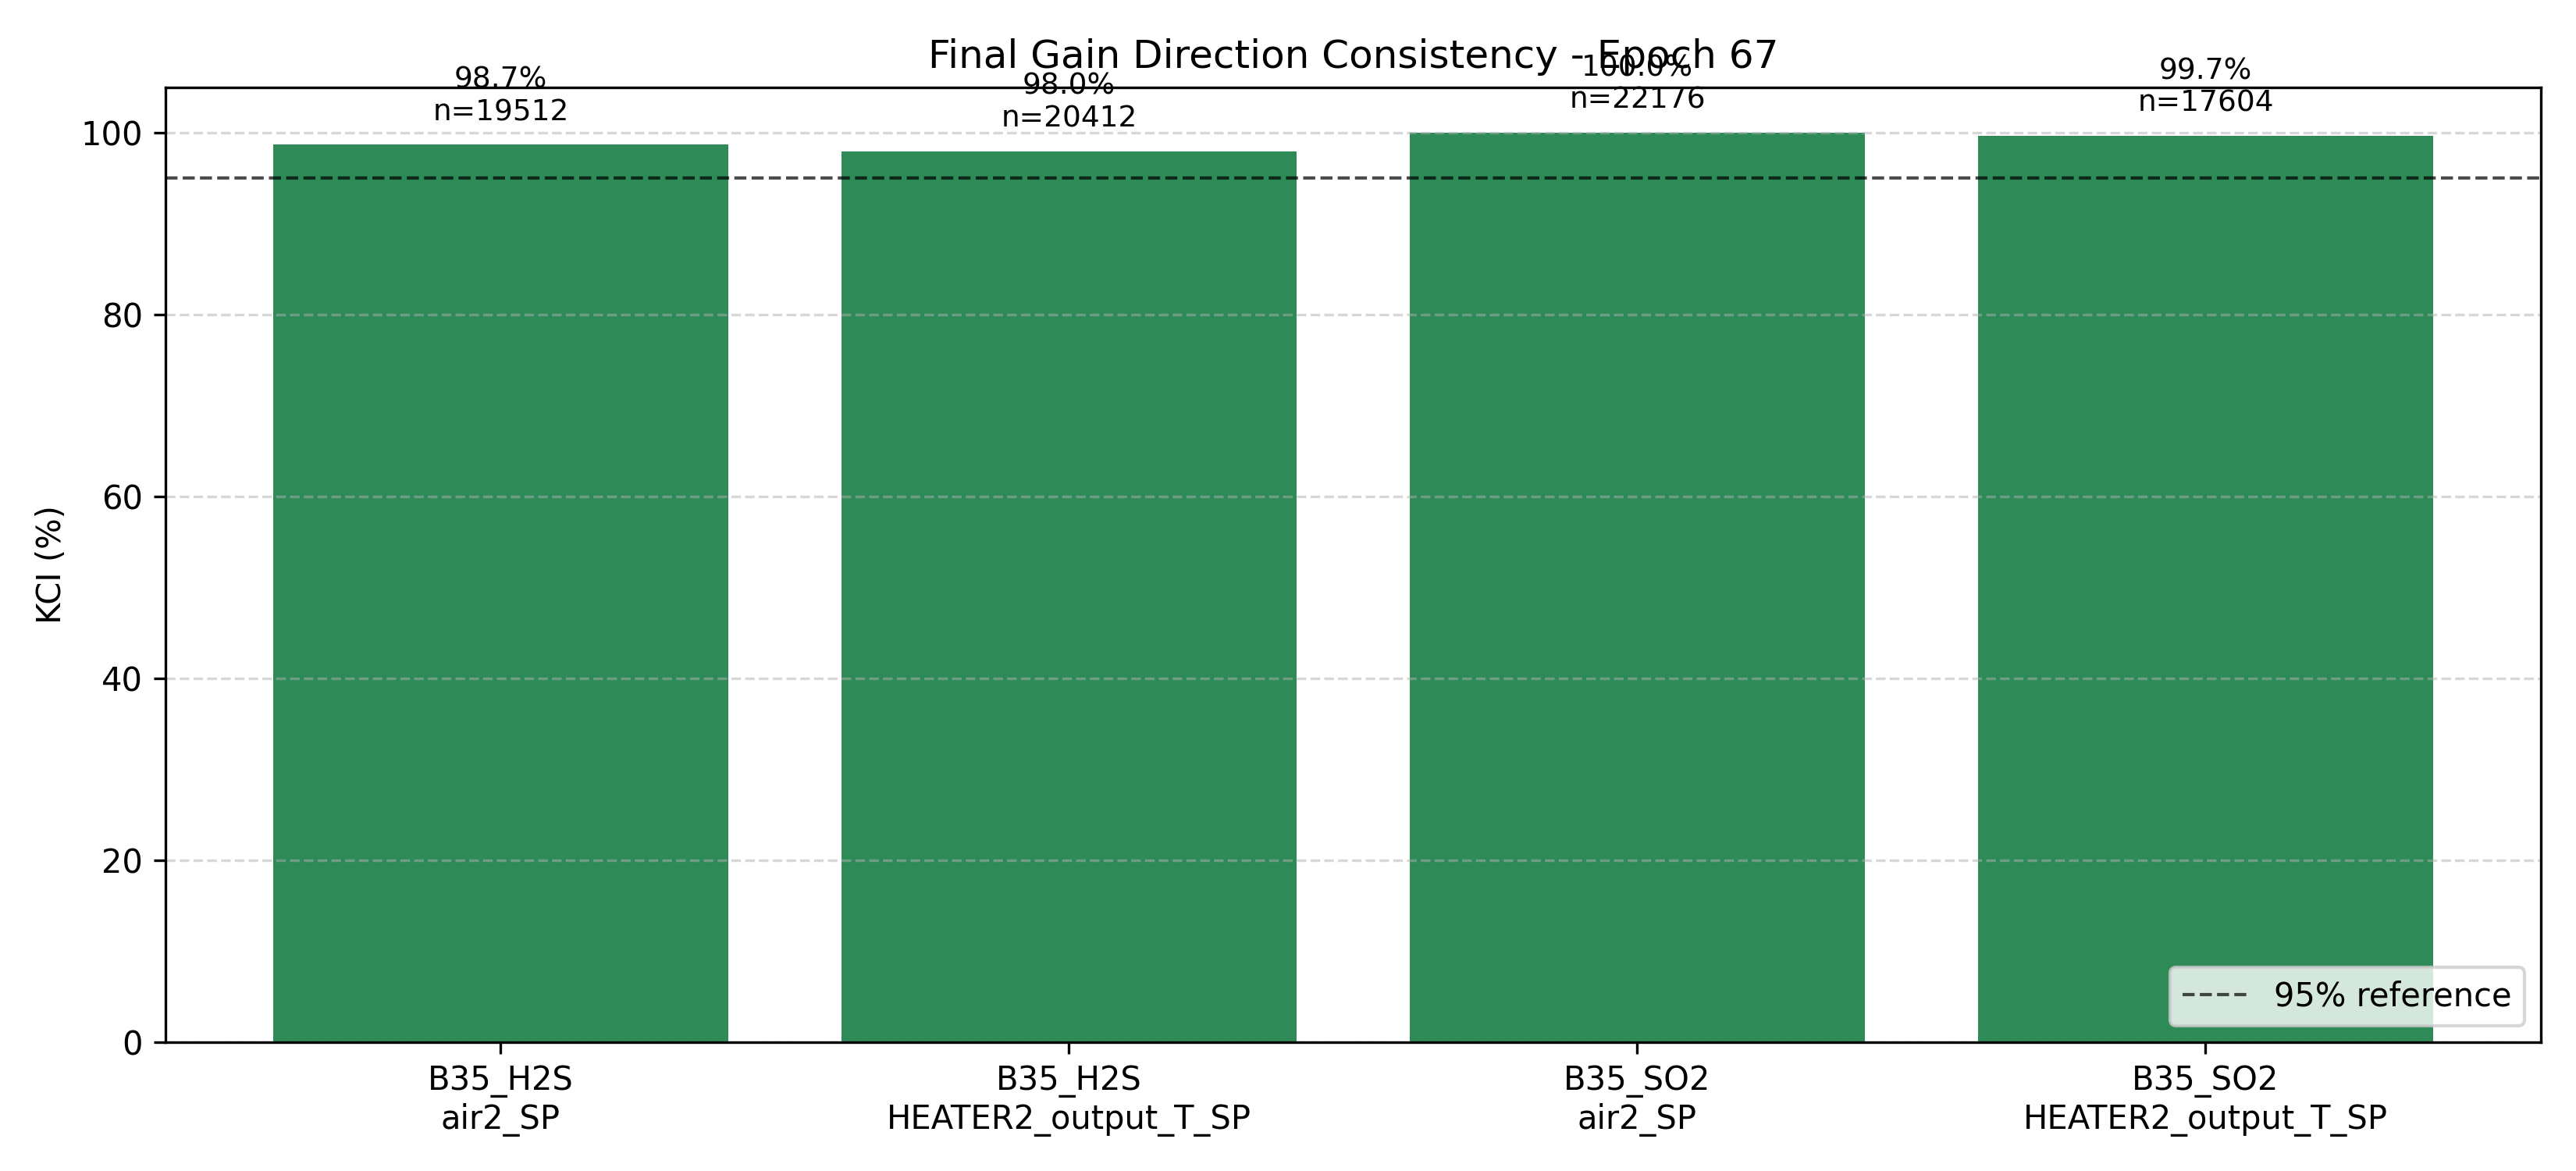 Final Gain Direction Consistency - Epoch 67
98.7%
n=19512
98.0%
n=20412
100.0%
n=22176
99.7%
n=17604
KCI (%)
100
80
60
40
20
0
95% reference
B35_H2S
air2_SP
B35_H2S
HEATER2_output_T_SP
B35_SO2
air2_SP
B35_SO2
HEATER2_output_T_SP